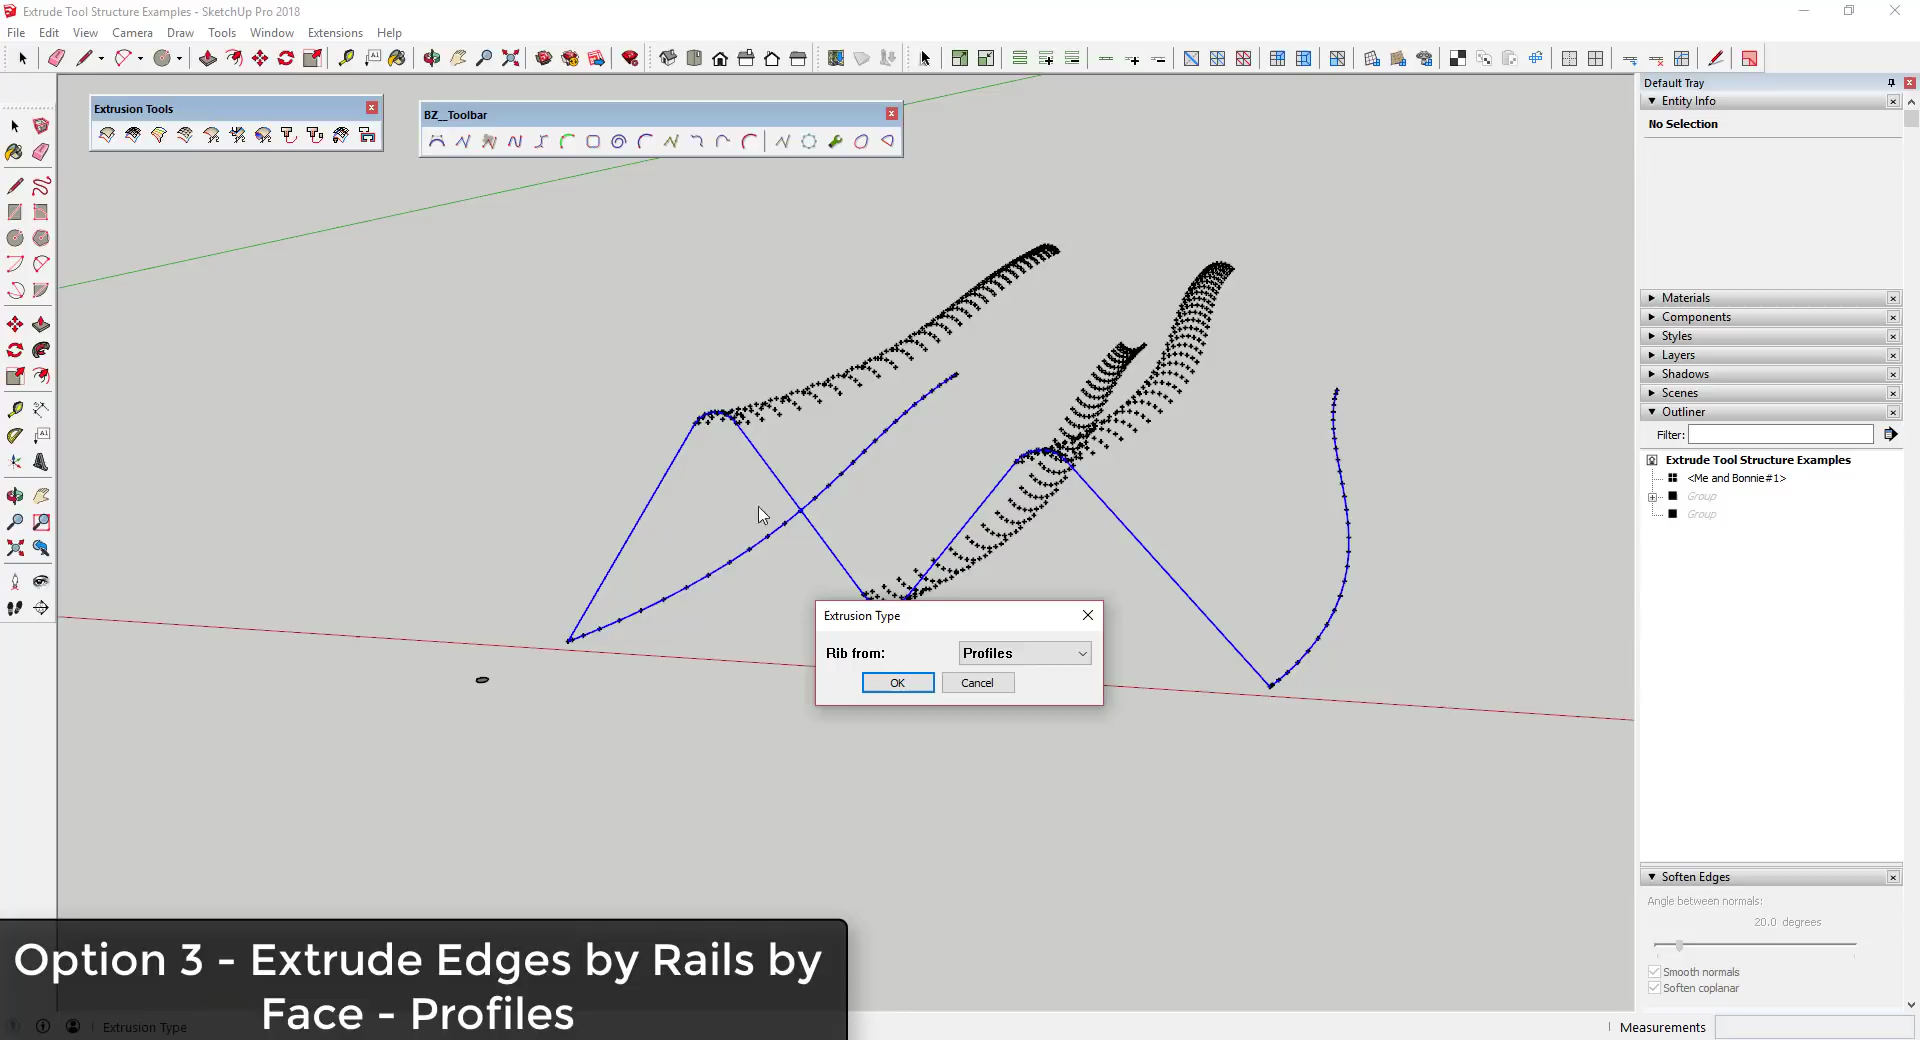 Extrude Tool Structure Examples - SketchUp Pro 2018
File Edit View Camera Draw Tools Window Extensions Help
Default Tray
Extrusion Tools
BZ__Toolbar
Entity Info
No Selection
Materials
Components
Styles
Layers
Shadows
Scenes
Outliner
Filter:
Extrude Tool Structure Examples
<Me and Bonnie#1>
Group
Group
Extrusion Type
Rib from: Profiles
OK Cancel
Soften Edges
Angle between normals:
20.0 degrees
Smooth normals
Soften coplanar
Option 3 - Extrude Edges by Rails by
Face - Profiles
Extrusion Type
Measurements